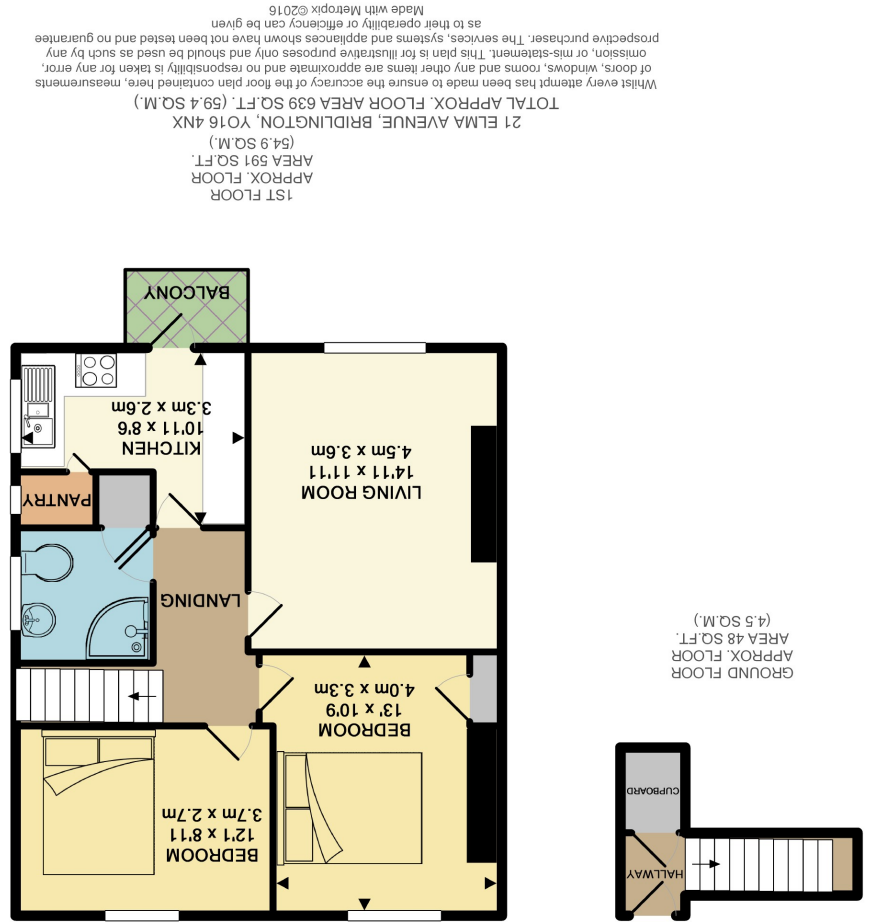 GROUND FLOOR
APPROX. FLOOR
AREA 48 SQ.FT.
(4.5 SQ.M.)
HALLWAY
CUPBOARD
BEDROOM
12'1 x 8'11
3.7m x 2.7m
BEDROOM
13' x 10'9
4.0m x 3.3m
LANDING
LIVING ROOM
14'11 x 11'11
4.5m x 3.6m
PANTRY
KITCHEN
10'11 x 8'6
3.3m x 2.6m
BALCONY
1ST FLOOR
APPROX. FLOOR
AREA 591 SQ.FT.
(54.9 SQ.M.)
21 ELMA AVENUE, BRIDLINGTON, YO16 4NX
TOTAL APPROX. FLOOR AREA 639 SQ.FT. (59.4 SQ.M.)
Whilst every attempt has been made to ensure the accuracy of the floor plan contained here, measurements
of doors, windows, rooms and any other items are approximate and no responsibility is taken for any error,
omission, or mis-statement. This plan is for illustrative purposes only and should be used as such by any
prospective purchaser. The services, systems and appliances shown have not been tested and no guarantee
as to their operability or efficiency can be given
Made with Metropix ©2016